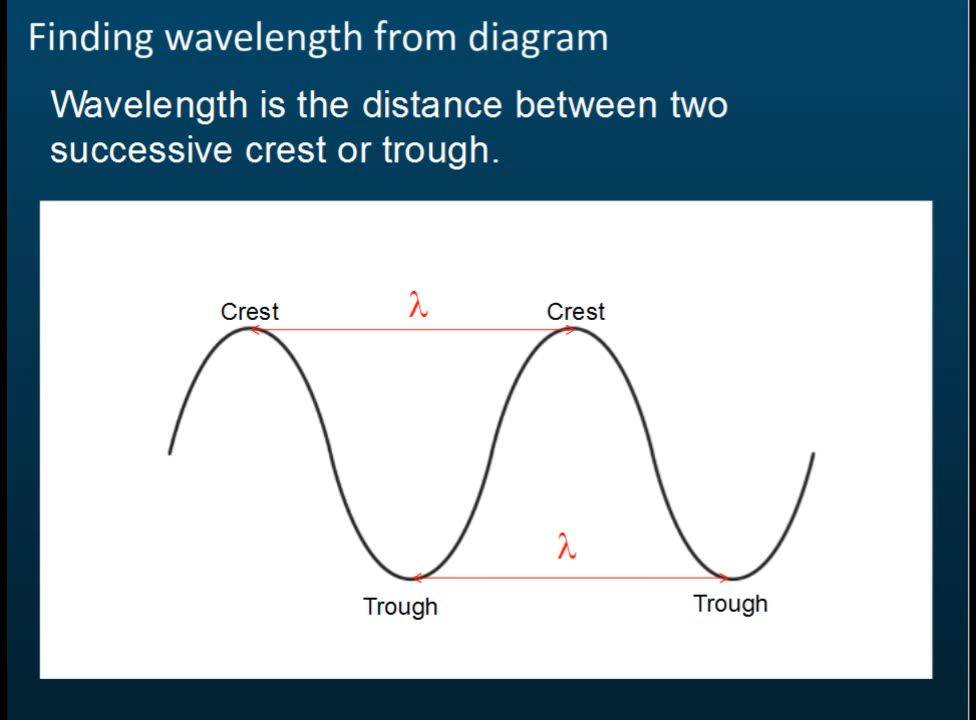 Finding wavelength from diagram
Wavelength is the distance between two
successive crest or trough.
Crest
λ
Crest
λ
Trough
Trough